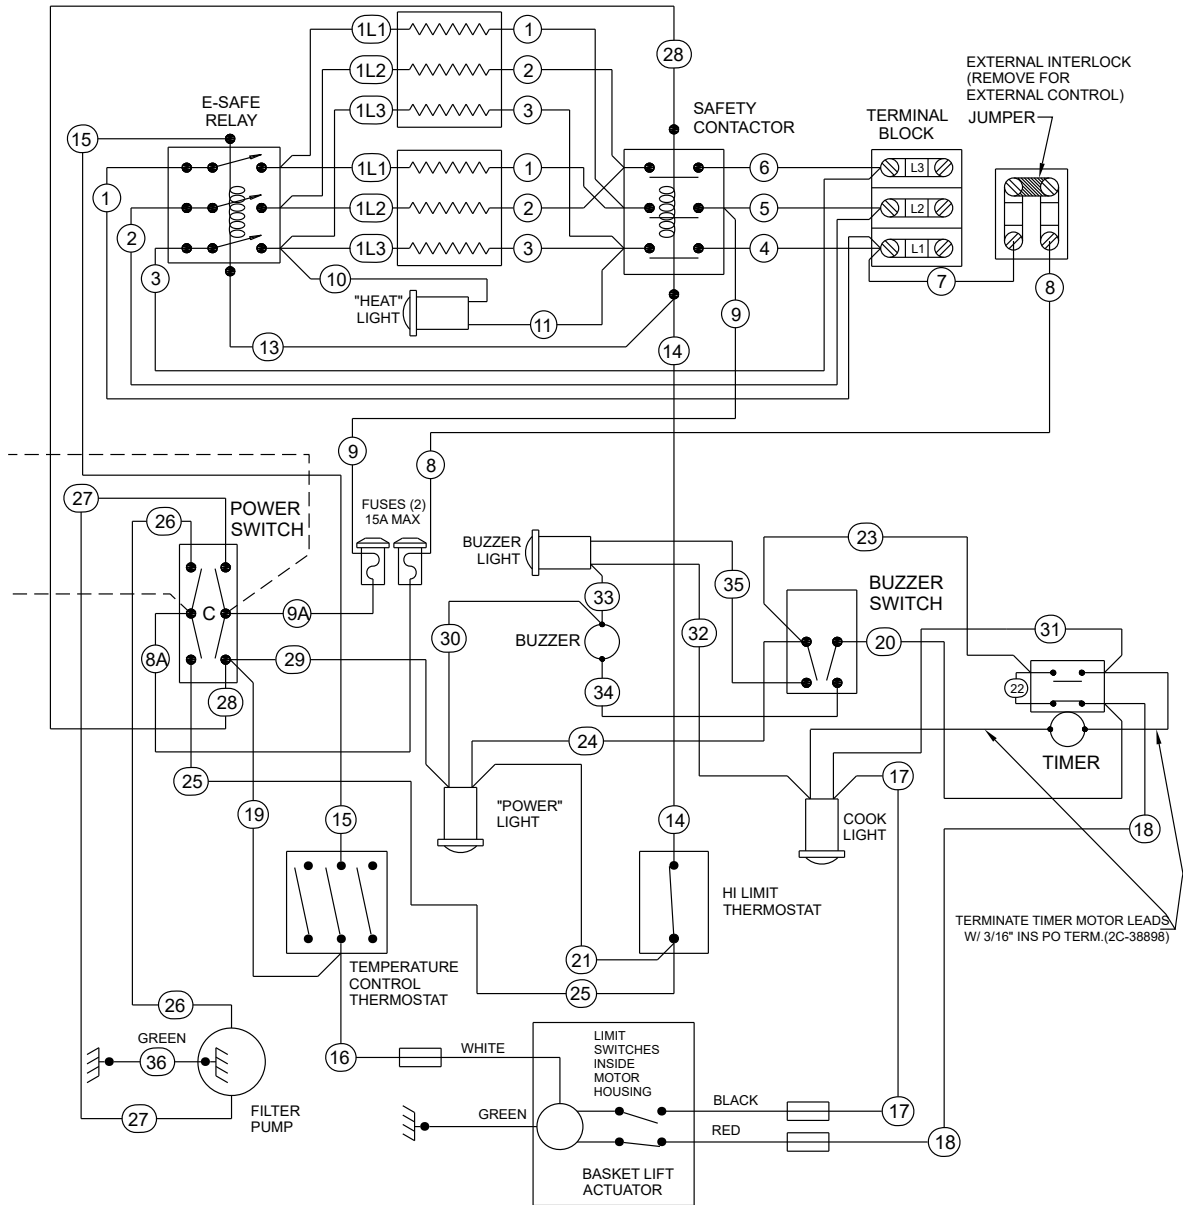 1L1
1
1L2
2
28
1L3
3
EXTERNAL INTERLOCK
(REMOVE FOR
EXTERNAL CONTROL)
JUMPER
E-SAFE
RELAY
SAFETY
CONTACTOR
TERMINAL
BLOCK
15
1L1
1
6
L3
1
1L2
2
5
L2
2
1L3
3
4
L1
3
10
7
8
"HEAT"
LIGHT
11
9
13
14
9
8
27
26
POWER
SWITCH
FUSES (2)
15A MAX
BUZZER
LIGHT
23
35
BUZZER
SWITCH
C
9A
33
30
BUZZER
32
31
20
8A
29
22
28
34
24
TIMER
25
17
19
15
"POWER"
LIGHT
14
COOK
LIGHT
18
HI LIMIT
THERMOSTAT
TERMINATE TIMER MOTOR LEADS
W/ 3/16" INS PO TERM.(2C-38898)
21
TEMPERATURE
CONTROL
THERMOSTAT
25
26
GREEN
36
16
WHITE
LIMIT
SWITCHES
INSIDE
MOTOR
HOUSING
27
FILTER
PUMP
GREEN
BLACK
17
RED
18
BASKET LIFT
ACTUATOR